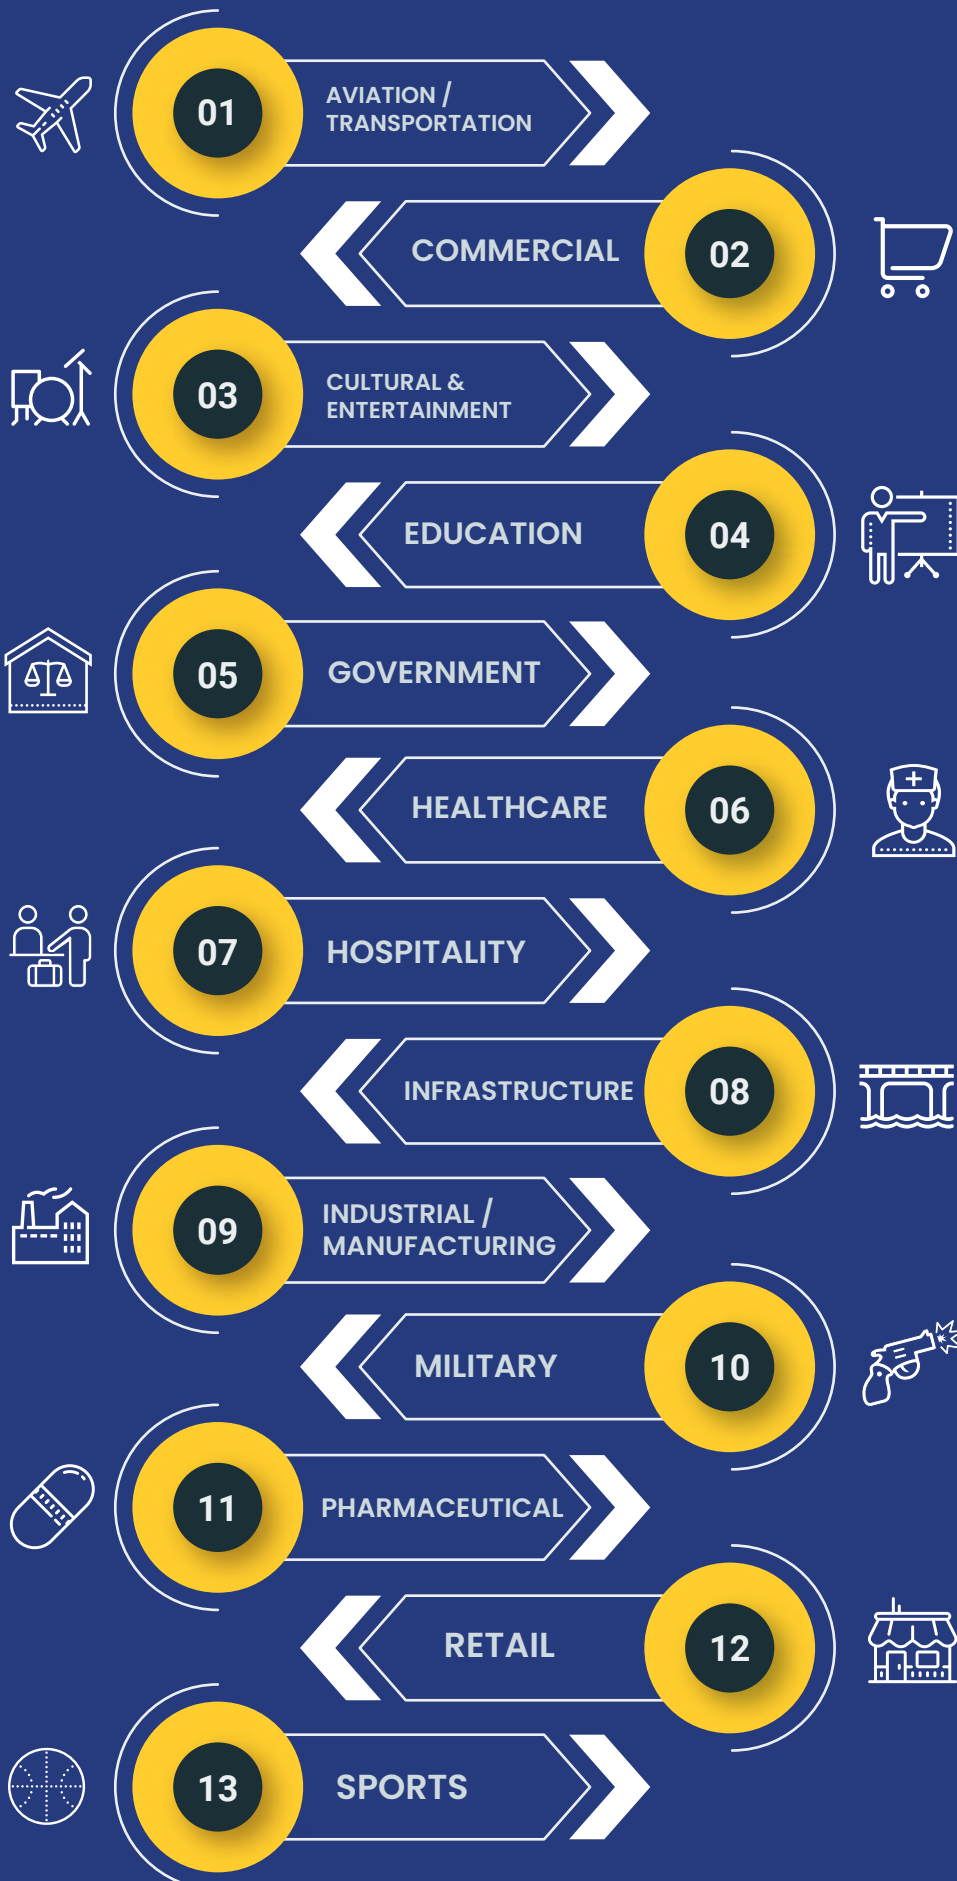 01
AVIATION /
TRANSPORTATION
COMMERCIAL
02
03
CULTURAL &
ENTERTAINMENT
EDUCATION
04
05
GOVERNMENT
HEALTHCARE
06
07
HOSPITALITY
INFRASTRUCTURE
08
09
INDUSTRIAL /
MANUFACTURING
MILITARY
10
11
PHARMACEUTICAL
RETAIL
12
13
SPORTS